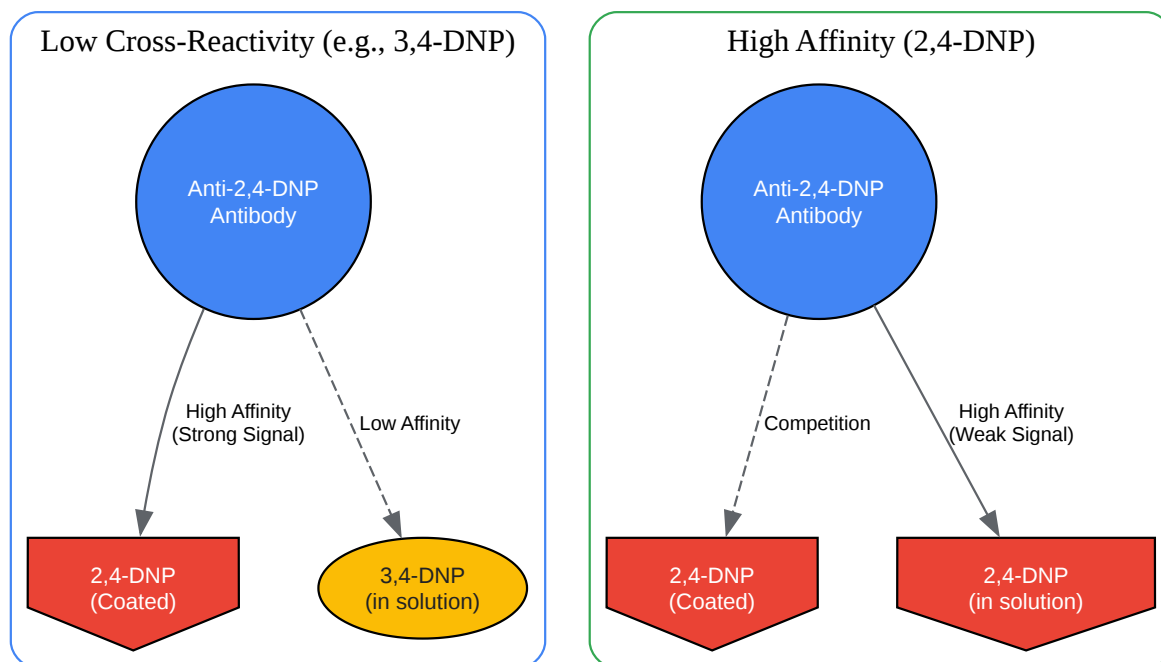 Low Cross-Reactivity (e.g., 3,4-DNP)
Anti-2,4-DNP
Antibody
High Affinity
(Strong Signal)
Low Affinity
2,4-DNP
(Coated)
3,4-DNP
(in solution)
High Affinity (2,4-DNP)
Anti-2,4-DNP
Antibody
Competition
High Affinity
(Weak Signal)
2,4-DNP
(Coated)
2,4-DNP
(in solution)